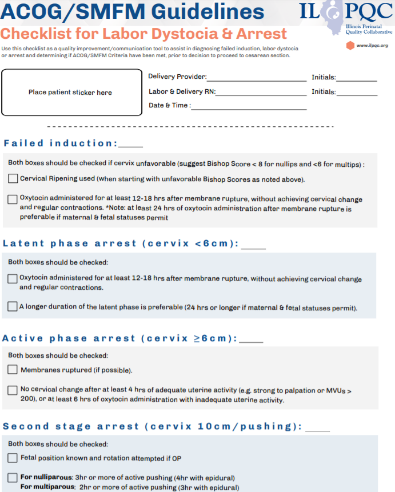 ACOG/SMFM Guidelines
Checklist for Labor Dystocia & Arrest
Use this checklist as a quality improvement/communication tool to assist in diagnosing failed induction, labor dystocia
or arrest and determining if ACOG/SMFM Criteria have been met, prior to decision to proceed to cesarean section.
IL PQC
Illinois Perinatal
Quality Collaborative
www.ilpqc.org
Place patient sticker here
Delivery Provider: Initials:
Labor & Delivery RN: Initials:
Date & Time :
Failed induction:
Both boxes should be checked if cervix unfavorable (suggest Bishop Score < 8 for nullips and <6 for multips) :
Cervical Ripening used (when starting with unfavorable Bishop Scores as noted above).
Oxytocin administered for at least 12-18 hrs after membrane rupture, without achieving cervical change
and regular contractions. *Note: at least 24 hrs of oxytocin administration after membrane rupture is
preferable if maternal & fetal statuses permit
Latent phase arrest (cervix <6cm):
Both boxes should be checked:
Oxytocin administered for at least 12-18 hrs after membrane rupture, without achieving cervical change
and regular contractions.
A longer duration of the latent phase is preferable (24 hrs or longer if maternal & fetal statuses permit).
Active phase arrest (cervix ≥6cm):
Both boxes should be checked:
Membranes ruptured (if possible).
No cervical change after at least 4 hrs of adequate uterine activity (e.g. strong to palpation or MVUs >
200), or at least 6 hrs of oxytocin administration with inadequate uterine activity.
Second stage arrest (cervix 10cm/pushing):
Both boxes should be checked:
Fetal position known and rotation attempted if OP
For nulliparous: 3hr or more of active pushing (4hr with epidural)
For multiparous: 2hr or more of active pushing (3hr with epidural)